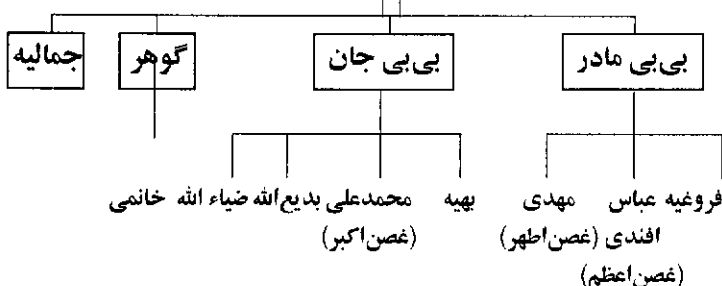 بی‌بی مادر بی‌بی جان گوهر جمالیه
فروغیه عباس مهدی بهیه محمدعلی بدیع‌الله ضیاء الله خانمی
افندی (غصن‌اطهر) (غصن‌اکبر)
(غصن‌اعظم)